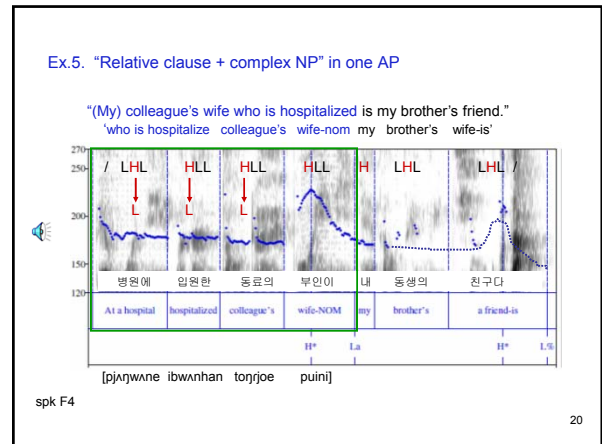 Ex.5. “Relative clause + complex NP” in one AP
“(My) colleague’s wife who is hospitalized is my brother’s friend.”
‘who is hospitalize colleague’s wife-nom my brother’s wife-is’
270
250
200
150
120
/ LHL HLL HLL HLL H LHL LHL /
L L L
병원에 입원한 동료의 부인이 내 동생의 친구다
At a hospital hospitalized colleague's wife-NOM my brother's a friend-is
H* La H* L%
[pjʌŋwʌne ibwʌnhan toŋrjoe puini]
spk F4
20